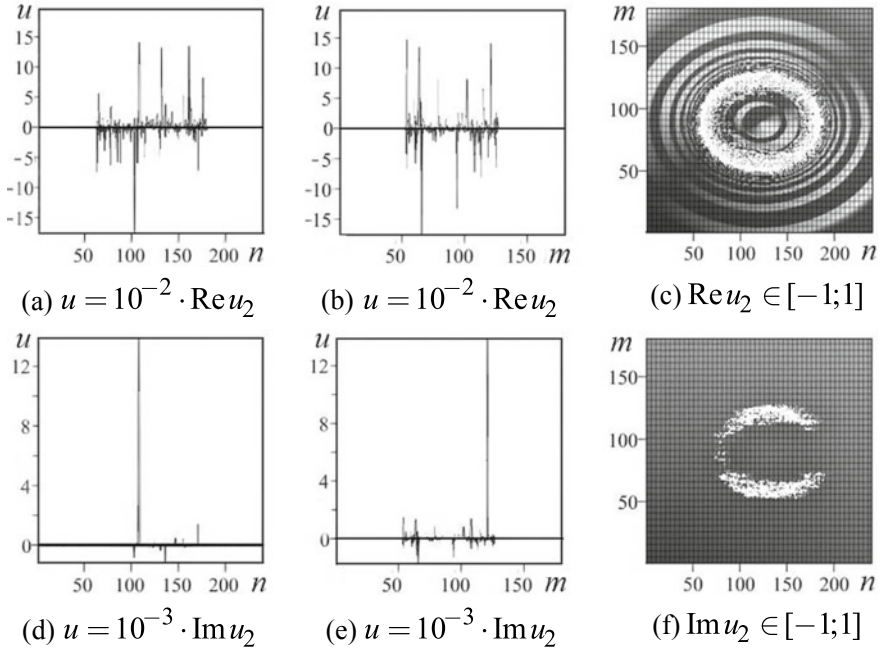 u
15
10
5
0
−5
-10
-15
50 100 150 200 n
(a) u = 10⁻² · Re u₂
u
15
10
5
0
−5
-10
-15
50 100 150 m
(b) u = 10⁻² · Re u₂
m
150
100
50
50 100 150 200 n
(c) Re u₂ ∈ [−1;1]
u
12
8
4
0
50 100 150 200 n
(d) u = 10⁻³ · Im u₂
u
12
8
4
0
50 100 150 m
(e) u = 10⁻³ · Im u₂
m
150
100
50
50 100 150 200 n
(f) Im u₂ ∈ [−1;1]